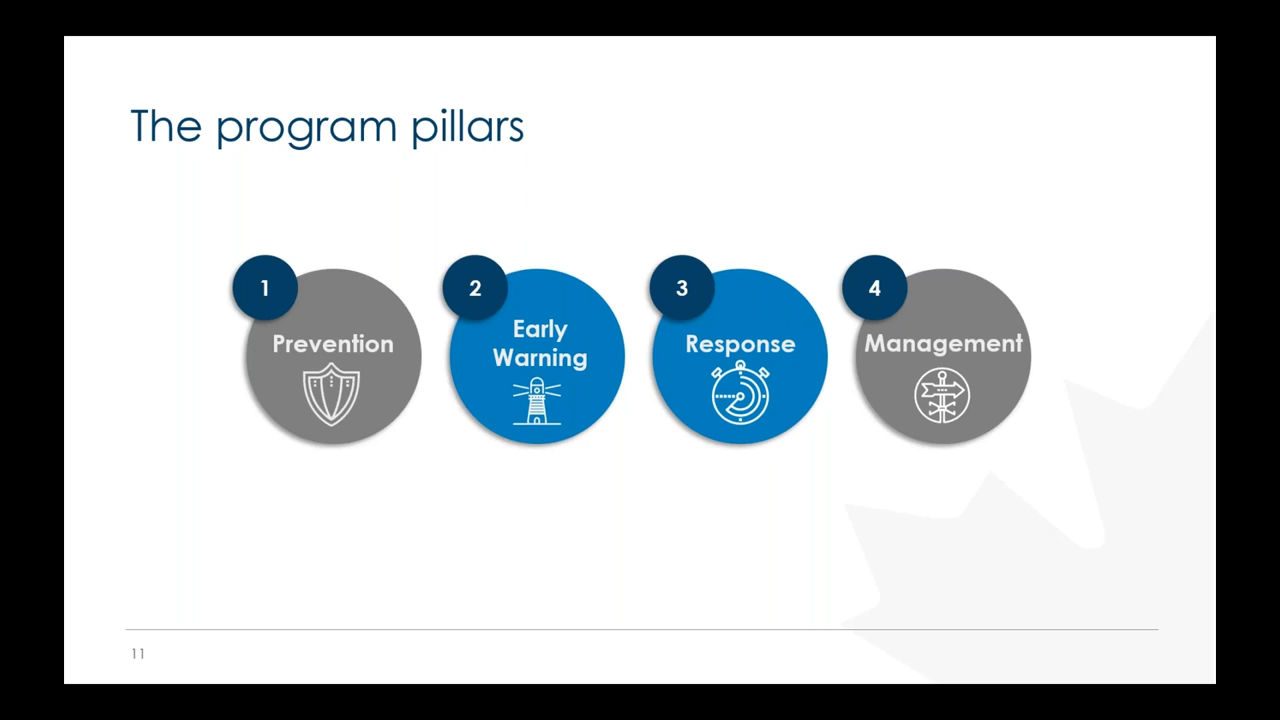 The program pillars
1
Prevention
2
Early
Warning
3
Response
4
Management
11